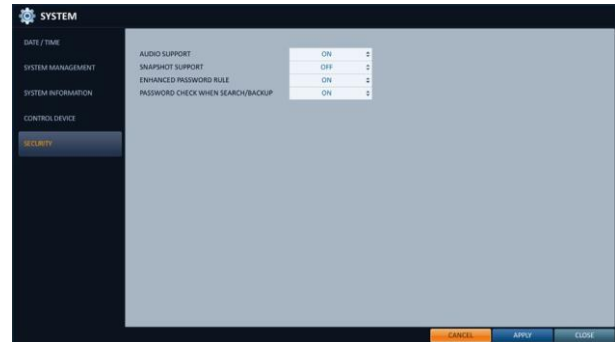 SYSTEM
DATE / TIME
SYSTEM MANAGEMENT
SYSTEM INFORMATION
CONTROL DEVICE
SECURITY
AUDIO SUPPORT ON
SNAPSHOT SUPPORT OFF
ENHANCED PASSWORD RULE ON
PASSWORD CHECK WHEN SEARCH/BACKUP ON
CANCEL APPLY CLOSE